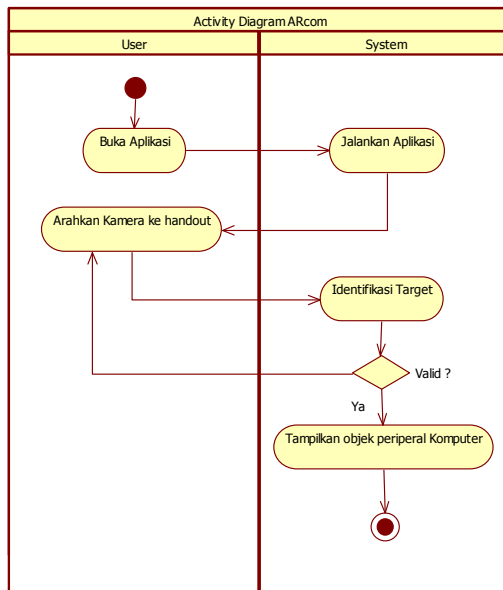 Activity Diagram ARcom
User
System
Buka Aplikasi
Jalankan Aplikasi
Arahkan Kamera ke handout
Identifikasi Target
Valid ?
Ya
Tampilkan objek periperal Komputer